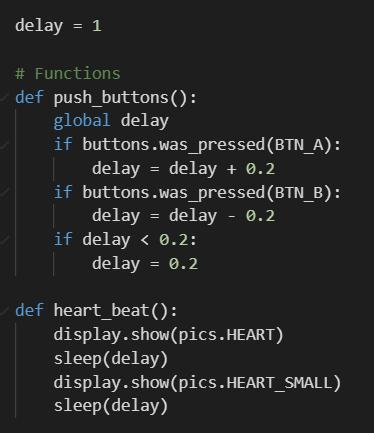 delay = 1
# Functions
def push_buttons():
    global delay
    if buttons.was_pressed(BTN_A):
        delay = delay + 0.2
    if buttons.was_pressed(BTN_B):
        delay = delay - 0.2
    if delay < 0.2:
        delay = 0.2
def heart_beat():
    display.show(pics.HEART)
    sleep(delay)
    display.show(pics.HEART_SMALL)
    sleep(delay)